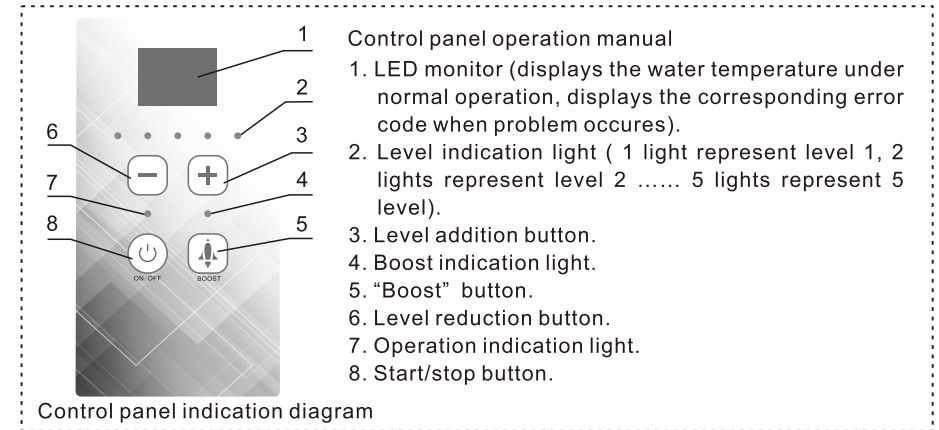 1
2
3
4
5
6
7
8
ON/OFF
BOOST
Control panel operation manual
1. LED monitor (displays the water temperature under
normal operation, displays the corresponding error
code when problem occures).
2. Level indication light ( 1 light represent level 1, 2
lights represent level 2 ...... 5 lights represent 5
level).
3. Level addition button.
4. Boost indication light.
5. “Boost” button.
6. Level reduction button.
7. Operation indication light.
8. Start/stop button.
Control panel indication diagram